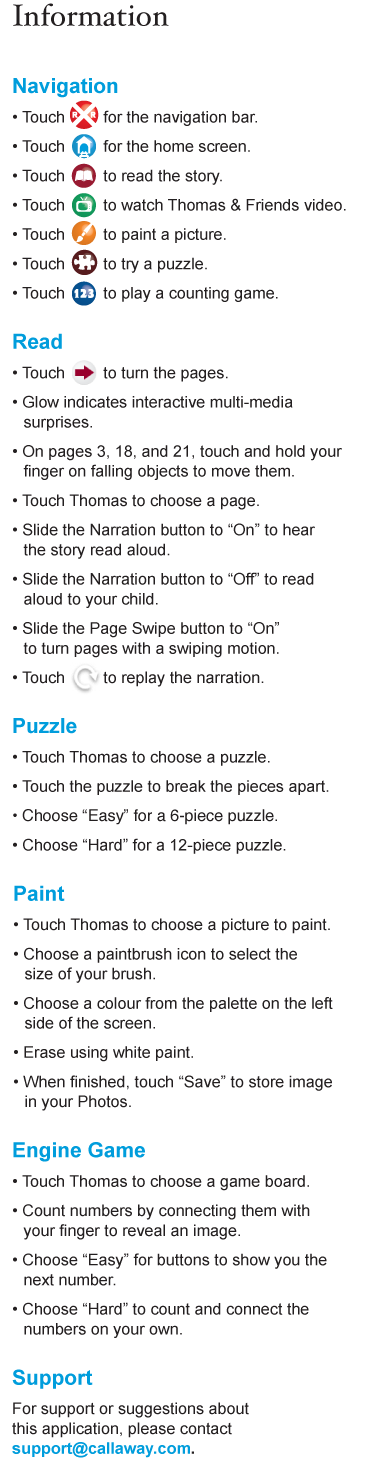 Information
Navigation
• Touch R R for the navigation bar.
• Touch for the home screen.
• Touch to read the story.
• Touch to watch Thomas & Friends video.
• Touch to paint a picture.
• Touch to try a puzzle.
• Touch 123 to play a counting game.
Read
• Touch to turn the pages.
• Glow indicates interactive multi-media
surprises.
• On pages 3, 18, and 21, touch and hold your
finger on falling objects to move them.
• Touch Thomas to choose a page.
• Slide the Narration button to “On” to hear
the story read aloud.
• Slide the Narration button to “Off” to read
aloud to your child.
• Slide the Page Swipe button to “On”
to turn pages with a swiping motion.
• Touch to replay the narration.
Puzzle
• Touch Thomas to choose a puzzle.
• Touch the puzzle to break the pieces apart.
• Choose “Easy” for a 6-piece puzzle.
• Choose “Hard” for a 12-piece puzzle.
Paint
• Touch Thomas to choose a picture to paint.
• Choose a paintbrush icon to select the
size of your brush.
• Choose a colour from the palette on the left
side of the screen.
• Erase using white paint.
• When finished, touch “Save” to store image
in your Photos.
Engine Game
• Touch Thomas to choose a game board.
• Count numbers by connecting them with
your finger to reveal an image.
• Choose “Easy” for buttons to show you the
next number.
• Choose “Hard” to count and connect the
numbers on your own.
Support
For support or suggestions about
this application, please contact
support@callaway.com.